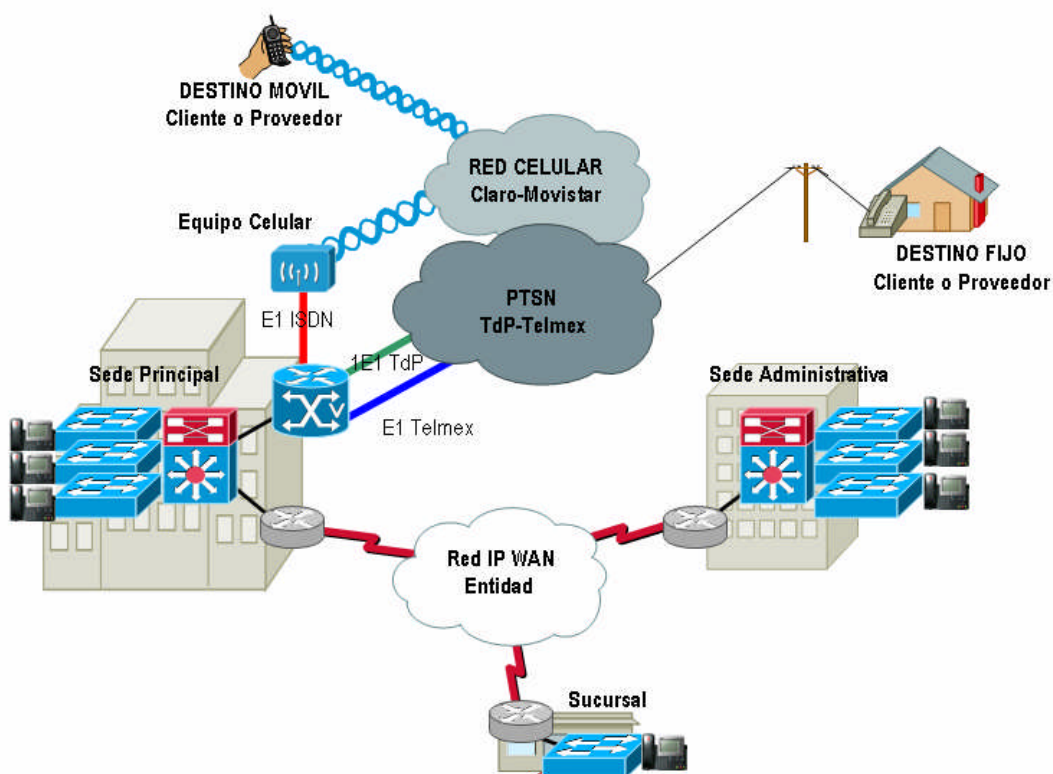 DESTINO MOVIL
Cliente o Proveedor
RED CELULAR
Claro-Movistar
Equipo Celular
DESTINO FIJO
Cliente o Proveedor
PTSN
TdP-Telmex
E1 ISDN
1E1 TdP
Sede Principal
Sede Administrativa
E1 Telmex
Red IP WAN
Entidad
Sucursal